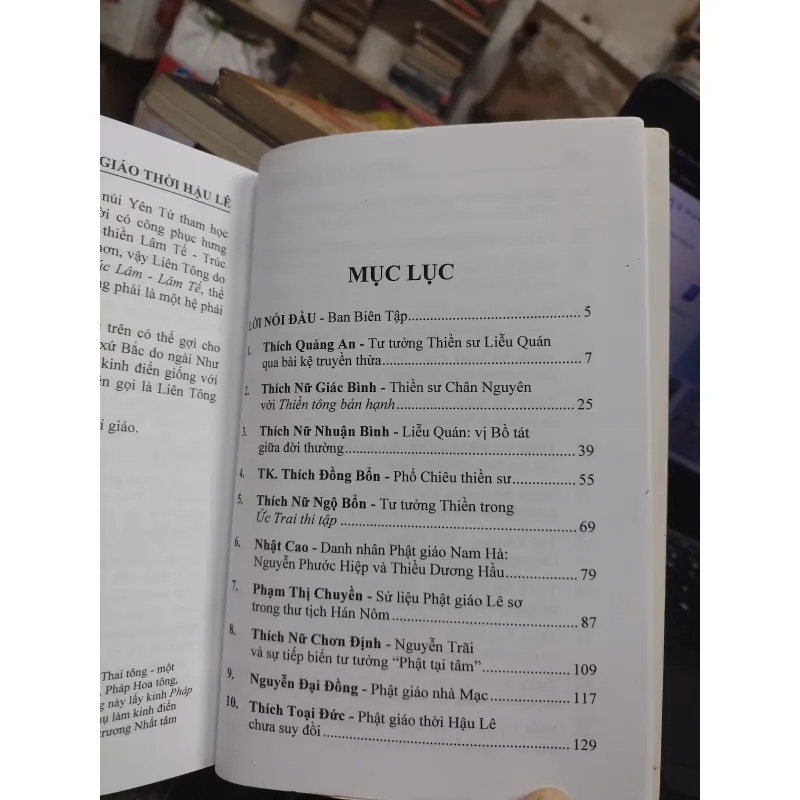 GIÁO THỜI HẬU LÊ
núi Yên Tử tham học
có công phục hưng
thiền Lâm Tế - Trúc
vậy Liên Tông do
Lâm - Lâm Tế, thể
phải là một hệ phái
trên có thể gợi cho
xứ Bắc do ngài Như
kinh điển giống với
gọi là Liên Tông
giáo.
Thai tông - một
Pháp Hoa tông,
này lấy kinh Pháp
làm kinh điển
trương Nhất tâm
MỤC LỤC
LỜI NÓI ĐẦU - Ban Biên Tập.......... 5
1. Thích Quảng An - Tư tưởng Thiền sư Liễu Quán
qua bài kệ truyền thừa.......... 7
2. Thích Nữ Giác Bình - Thiền sư Chân Nguyên
với Thiền tông bản hạnh.......... 25
3. Thích Nữ Nhuận Bình - Liễu Quán: vị Bồ tát
giữa đời thường.......... 39
4. TK. Thích Đồng Bổn - Phổ Chiêu thiền sư.......... 55
5. Thích Nữ Ngộ Bổn - Tư tưởng Thiền trong
Ức Trai thi tập.......... 69
6. Nhật Cao - Danh nhân Phật giáo Nam Hà:
Nguyễn Phước Hiệp và Thiều Dương Hầu.......... 79
7. Phạm Thị Chuyền - Sử liệu Phật giáo Lê sơ
trong thư tịch Hán Nôm.......... 87
8. Thích Nữ Chơn Định - Nguyễn Trãi
và sự tiếp biến tư tưởng “Phật tại tâm”.......... 109
9. Nguyễn Đại Đồng - Phật giáo nhà Mạc.......... 117
10. Thích Toại Đức - Phật giáo thời Hậu Lê
chưa suy đồi.......... 129